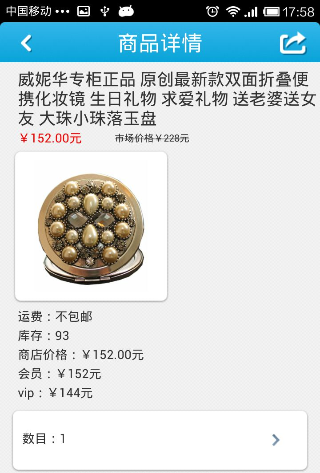 中国移动 ••• 17:58
商品详情
威妮华专柜正品 原创最新款双面折叠便
携化妆镜 生日礼物 求爱礼物 送老婆送女
友 大珠小珠落玉盘
￥152.00元 市场价格￥228元
运费：不包邮
库存：93
商店价格：￥152.00元
会员：￥152元
vip：￥144元
数目：1